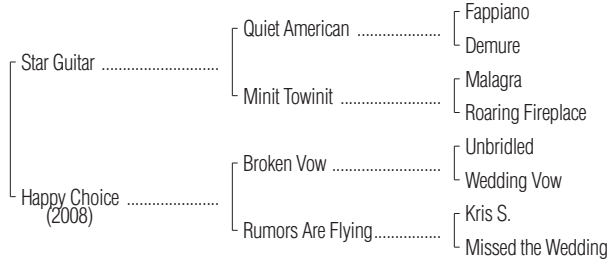 Fappiano
Quiet American ..................
Demure
Star Guitar ..................................
Malagra
Minit Towinit ......................
Roaring Fireplace
Unbridled
Broken Vow ........................
Wedding Vow
Happy Choice ..........................
(2008)
Kris S.
Rumors Are Flying..............
Missed the Wedding